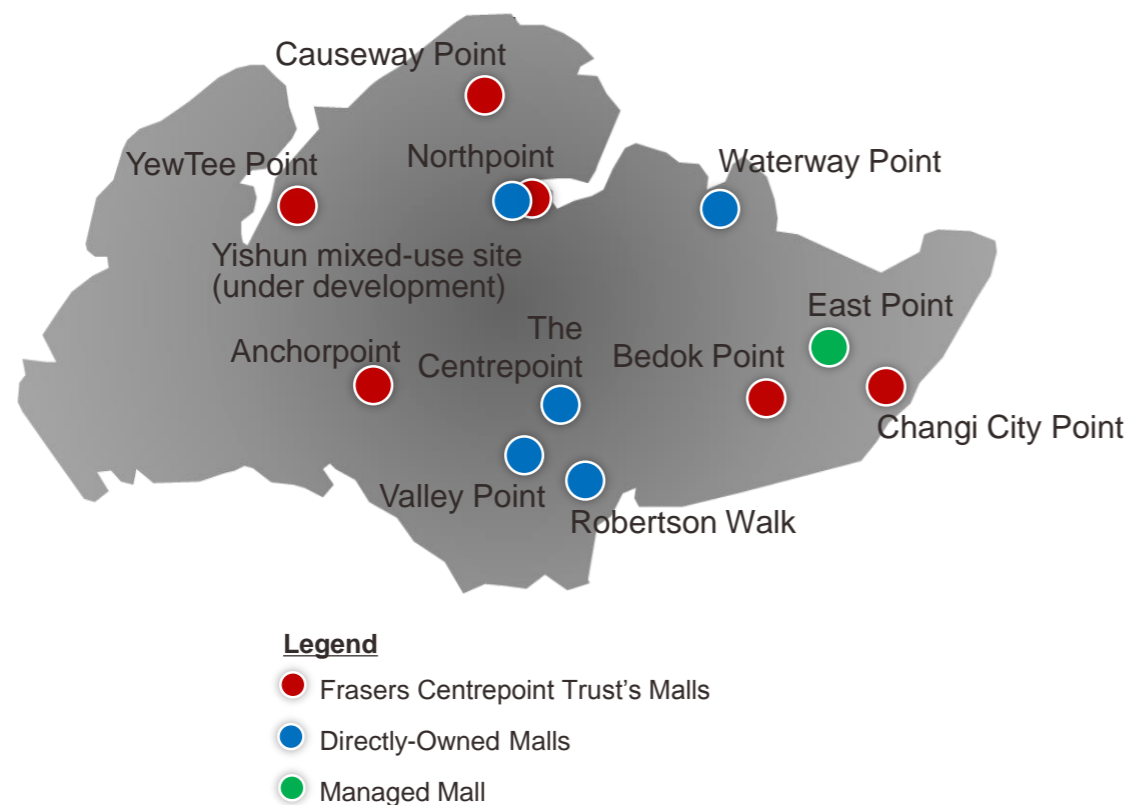 Causeway Point
YewTee Point
Northpoint
Waterway Point
Yishun mixed-use site
(under development)
East Point
The
Centrepoint
Anchorpoint
Bedok Point
Changi City Point
Valley Point
Robertson Walk
Legend
Frasers Centrepoint Trust's Malls
Directly-Owned Malls
Managed Mall